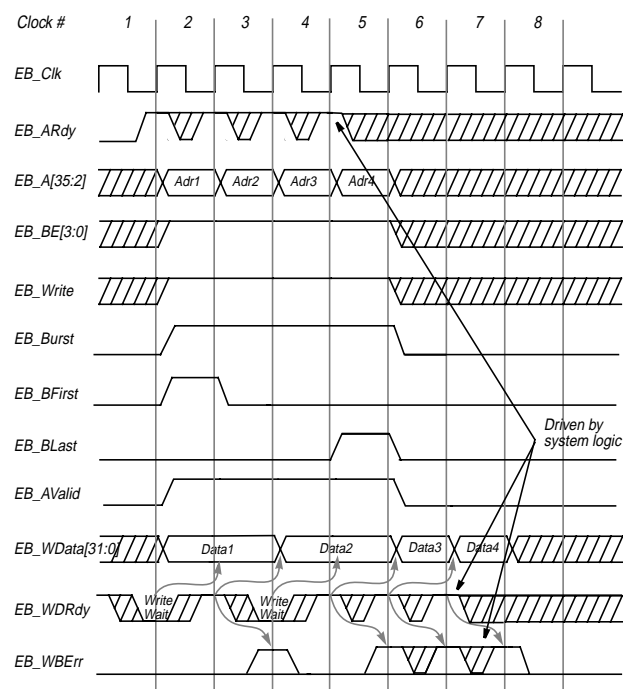 Clock # 1 2 3 4 5 6 7 8
EB_Clk
EB_ARdy
EB_A[35:2] Adr1 Adr2 Adr3 Adr4
EB_BE[3:0]
EB_Write
EB_Burst
EB_BFirst
EB_BLast
Driven by
system logic
EB_AValid
EB_WData[31:0] Data1 Data2 Data3 Data4
EB_WDRdy
Write
Wait
Write
Wait
EB_WBErr